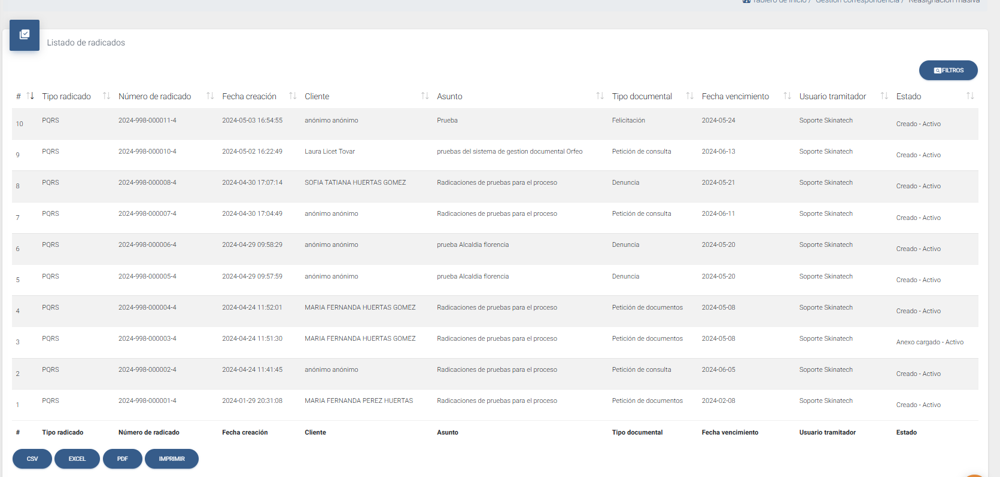 Tablero de inicio / Gestión correspondencia / Reasignación masiva
Listado de radicados
FILTROS
# Tipo radicado Número de radicado Fecha creación Cliente Asunto Tipo documental Fecha vencimiento Usuario tramitador Estado
10 PQRS 2024-998-000011-4 2024-05-03 16:54:55 anónimo anónimo Prueba Felicitación 2024-05-24 Soporte Skinatech Creado - Activo
9 PQRS 2024-998-000010-4 2024-05-02 16:22:49 Laura Licet Tovar pruebas del sistema de gestion documental Orfeo Petición de consulta 2024-06-13 Soporte Skinatech Creado - Activo
8 PQRS 2024-998-000008-4 2024-04-30 17:07:14 SOFIA TATIANA HUERTAS GOMEZ Radicaciones de pruebas para el proceso Denuncia 2024-05-21 Soporte Skinatech Creado - Activo
7 PQRS 2024-998-000007-4 2024-04-30 17:04:49 anónimo anónimo Radicaciones de pruebas para el proceso Petición de consulta 2024-06-11 Soporte Skinatech Creado - Activo
6 PQRS 2024-998-000006-4 2024-04-29 09:58:29 anónimo anónimo prueba Alcaldia florencia Denuncia 2024-05-20 Soporte Skinatech Creado - Activo
5 PQRS 2024-998-000005-4 2024-04-29 09:57:59 anónimo anónimo prueba Alcaldia florencia Denuncia 2024-05-20 Soporte Skinatech Creado - Activo
4 PQRS 2024-998-000004-4 2024-04-24 11:52:01 MARIA FERNANDA HUERTAS GOMEZ Radicaciones de pruebas para el proceso Petición de documentos 2024-05-08 Soporte Skinatech Creado - Activo
3 PQRS 2024-998-000003-4 2024-04-24 11:51:30 MARIA FERNANDA HUERTAS GOMEZ Radicaciones de pruebas para el proceso Petición de documentos 2024-05-08 Soporte Skinatech Anexo cargado - Activo
2 PQRS 2024-998-000002-4 2024-04-24 11:41:45 anónimo anónimo Radicaciones de pruebas para el proceso Petición de consulta 2024-06-05 Soporte Skinatech Creado - Activo
1 PQRS 2024-998-000001-4 2024-01-29 20:31:08 MARIA FERNANDA PEREZ HUERTAS Radicaciones de pruebas para el proceso Petición de documentos 2024-02-08 Soporte Skinatech Creado - Activo
# Tipo radicado Número de radicado Fecha creación Cliente Asunto Tipo documental Fecha vencimiento Usuario tramitador Estado
CSV EXCEL PDF IMPRIMIR